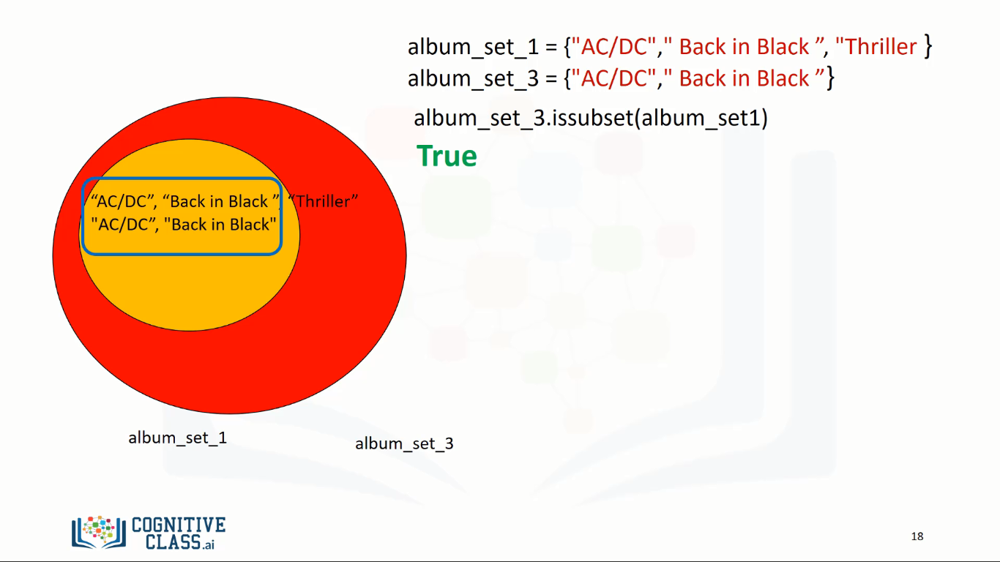 album_set_1 = {"AC/DC"," Back in Black ”, "Thriller }
album_set_3 = {"AC/DC"," Back in Black ”}
album_set_3.issubset(album_set1)
True
“AC/DC”, “Back in Black ”, “Thriller”
"AC/DC”, "Back in Black"
album_set_1
album_set_3
COGNITIVE
CLASS.ai
18